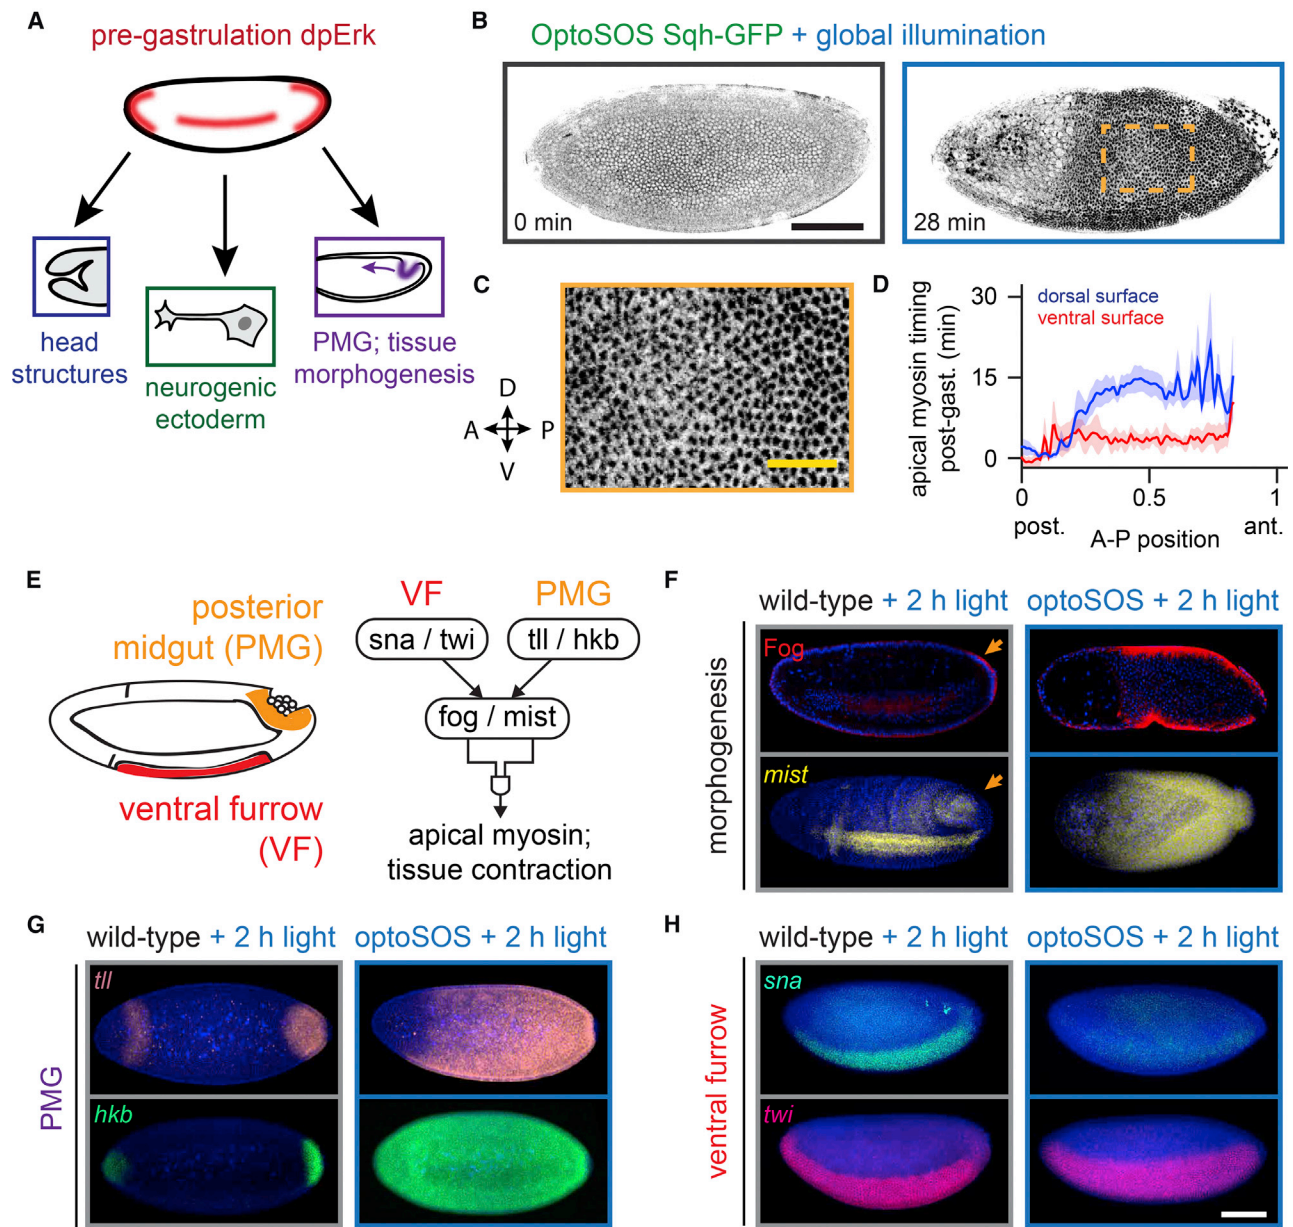 A
pre-gastrulation dpErk
head
structures
neurogenic
ectoderm
PMG; tissue
morphogenesis
B
OptoSOS Sqh-GFP + global illumination
0 min
28 min
C
D
A
P
V
D
apical myosin timing
post-gast. (min)
30
15
0
dorsal surface
ventral surface
0
0.5
1
post.
ant.
A-P position
E
posterior
midgut (PMG)
ventral furrow
(VF)
VF
PMG
sna / twi
tll / hkb
fog / mist
apical myosin;
tissue contraction
F
wild-type + 2 h light
optoSOS + 2 h light
morphogenesis
Fog
mist
G
wild-type + 2 h light
optoSOS + 2 h light
PMG
tll
hkb
H
wild-type + 2 h light
optoSOS + 2 h light
ventral furrow
sna
twi